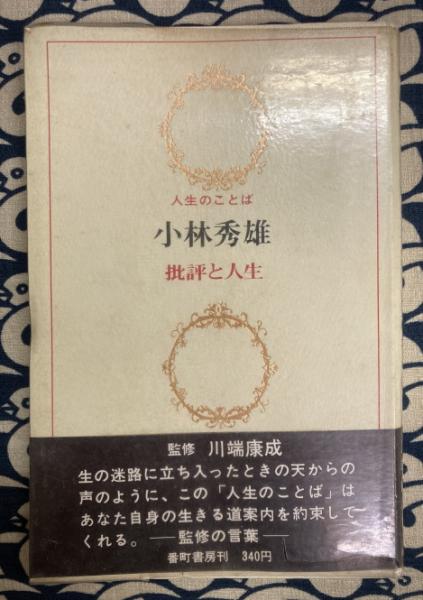 人生のことば
小林秀雄
批評と人生
監修 川端康成
生の迷路に立ち入ったときの天からの
声のように、この「人生のことば」は
あなた自身の生きる道案内を約束して
くれる。──監修の言葉──
番町書房刊 340円